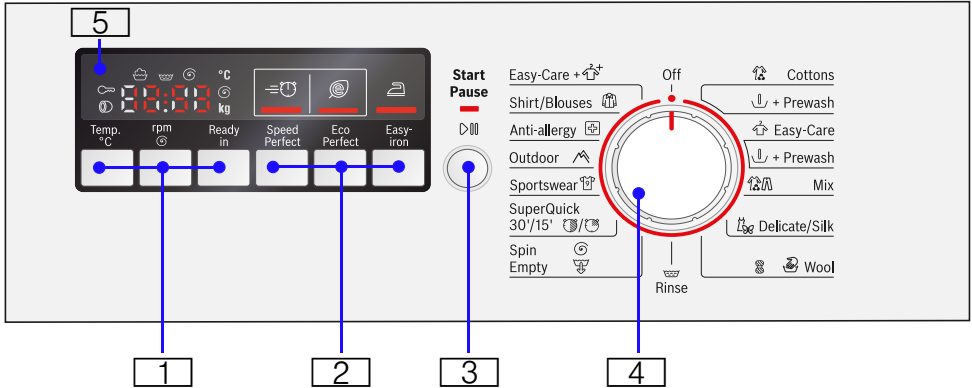 5
°C
kg
Temp.
°C
rpm
Ready
in
Speed
Perfect
Eco
Perfect
Easy-
iron
Start
Pause
Easy-Care +
Shirt/Blouses
Anti-allergy
Outdoor
Sportswear
SuperQuick
30'/15' /
Spin
Empty
Off
Rinse
Cottons
+ Prewash
Easy-Care
+ Prewash
Mix
Delicate/Silk
Wool
1
2
3
4